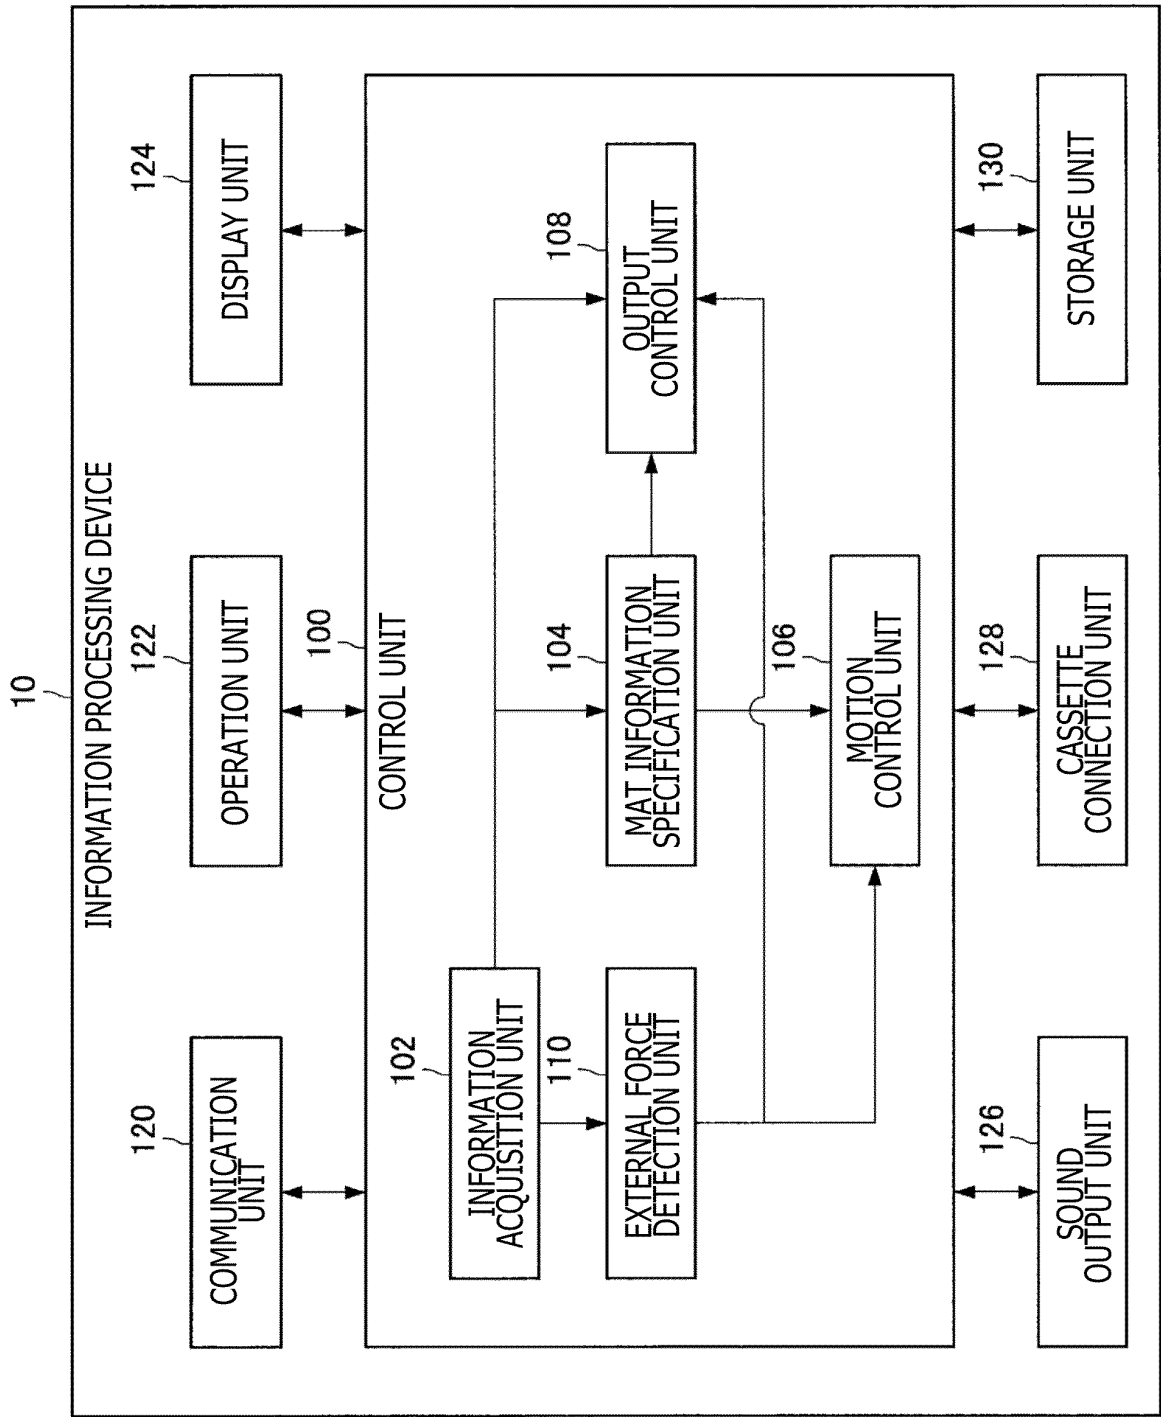 10
INFORMATION PROCESSING DEVICE
120
COMMUNICATION
UNIT
122
OPERATION UNIT
124
DISPLAY UNIT
100
CONTROL UNIT
102
INFORMATION
ACQUISITION UNIT
110
EXTERNAL FORCE
DETECTION UNIT
104
MAT INFORMATION
SPECIFICATION UNIT
108
OUTPUT
CONTROL UNIT
106
MOTION
CONTROL UNIT
126
SOUND
OUTPUT UNIT
128
CASSETTE
CONNECTION UNIT
130
STORAGE UNIT